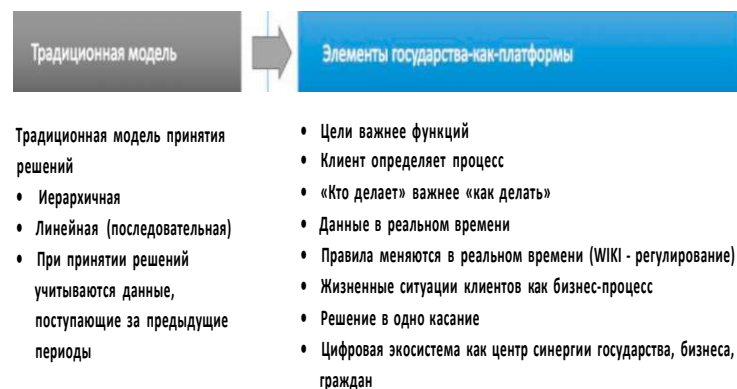 Традиционная модель
Элементы государства-как-платформы
Традиционная модель принятия
решений
• Иерархичная
• Линейная (последовательная)
• При принятии решений
учитываются данные,
поступающие за предыдущие
периоды
• Цели важнее функций
• Клиент определяет процесс
• «Кто делает» важнее «как делать»
• Данные в реальном времени
• Правила меняются в реальном времени (WIKI - регулирование)
• Жизненные ситуации клиентов как бизнес-процесс
• Решение в одно касание
• Цифровая экосистема как центр синергии государства, бизнеса,
граждан